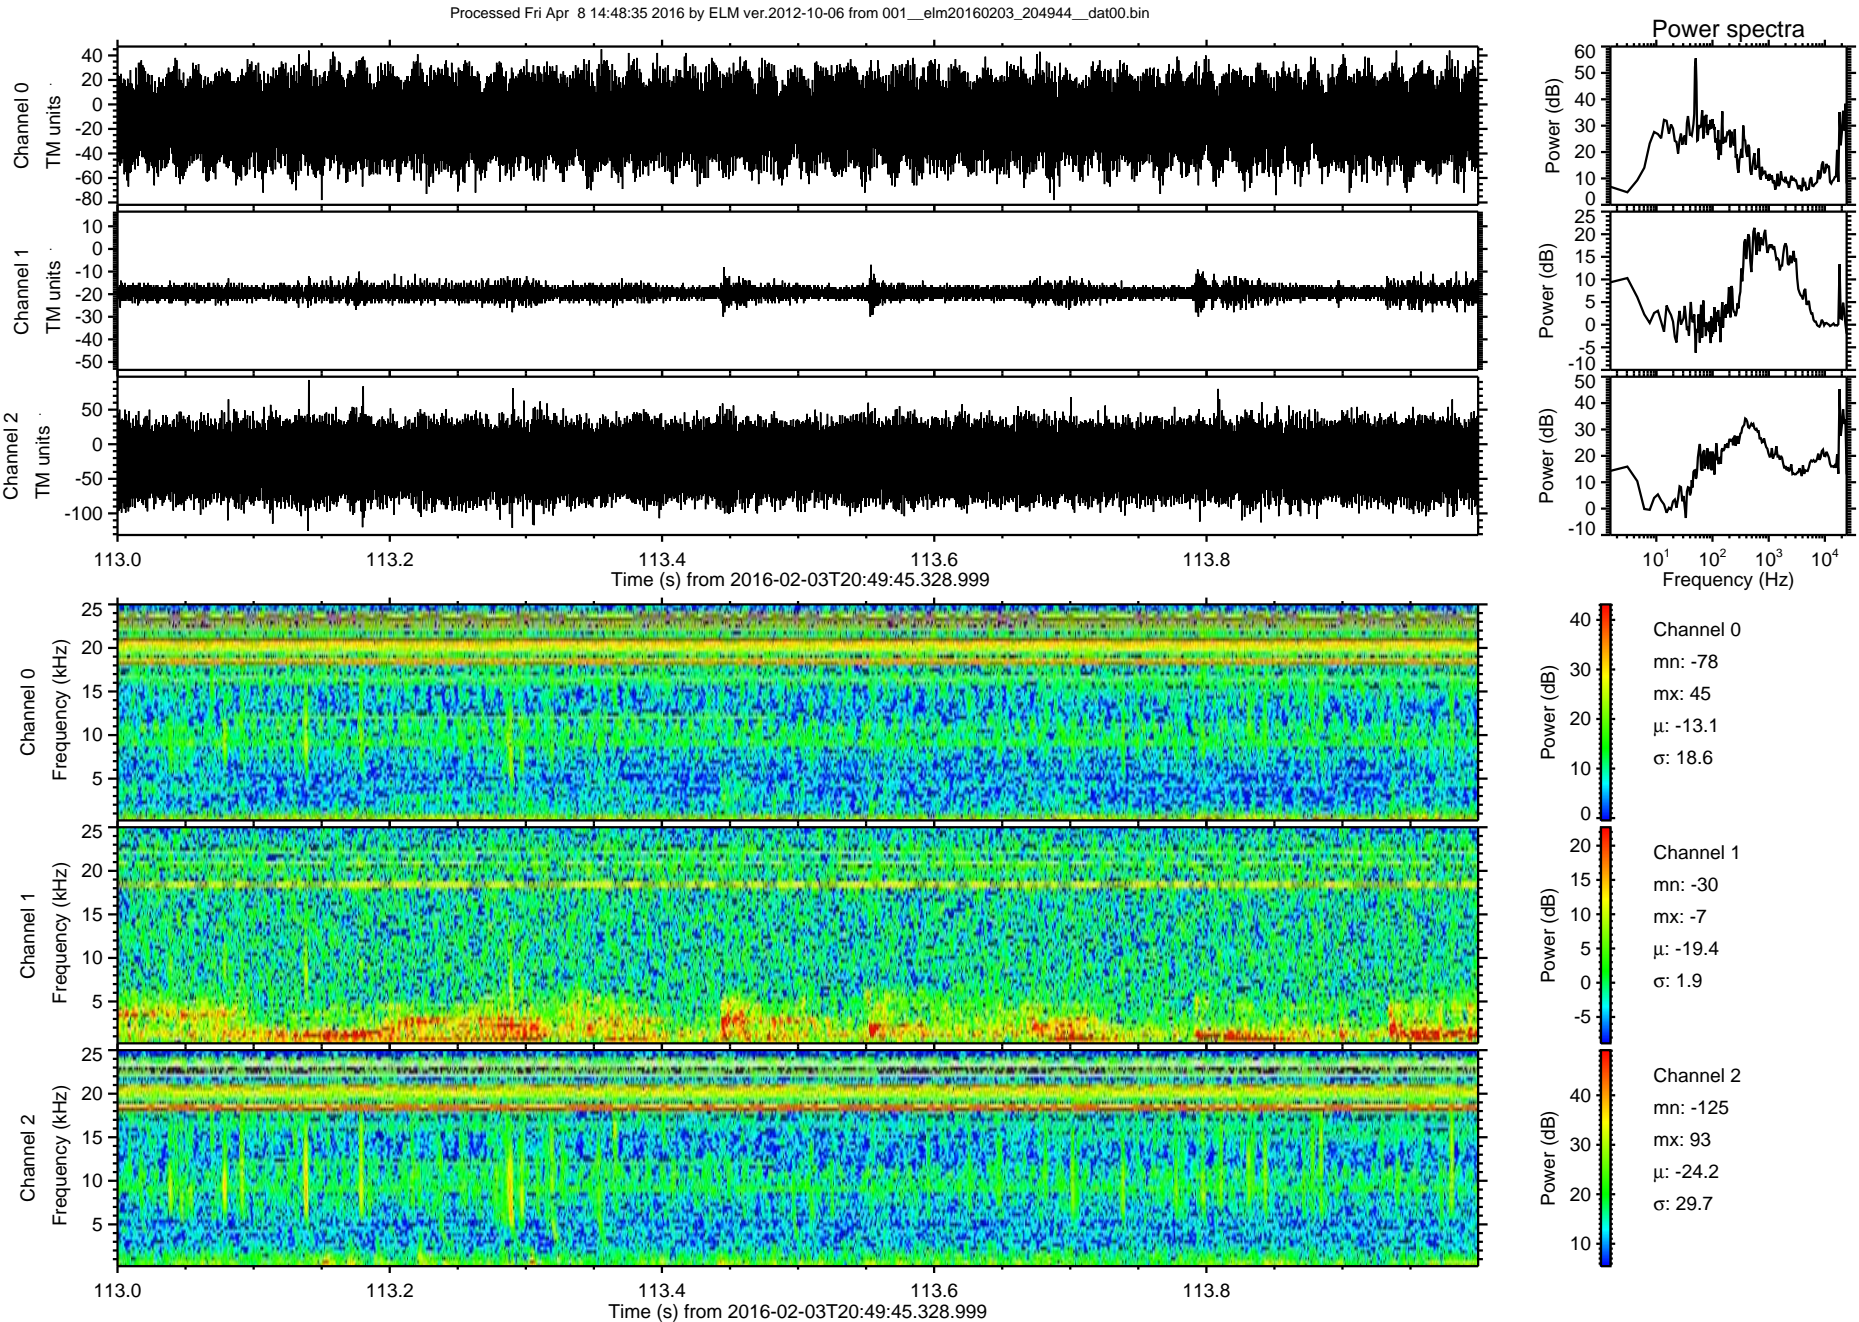 Processed Fri Apr 8 14:48:35 2016 by ELM ver.2012-10-06 from 001__elm20160203_204944__dat00.bin
Power spectra
Channel 0
TM units
40
20
0
-20
-40
-60
-80
Power (dB)
60
50
40
30
20
10
0
Channel 1
TM units
10
0
-10
-20
-30
-40
-50
Power (dB)
25
20
15
10
5
0
-5
-10
Channel 2
TM units
50
0
-50
-100
Power (dB)
50
40
30
20
10
0
-10
113.0 113.2 113.4 113.6 113.8
Time (s) from 2016-02-03T20:49:45.328.999
10¹ 10² 10³ 10⁴
Frequency (Hz)
Channel 0
Frequency (kHz)
25
20
15
10
5
Power (dB)
40
30
20
10
0
Channel 0
mn: -78
mx: 45
μ: -13.1
σ: 18.6
Channel 1
Frequency (kHz)
25
20
15
10
5
Power (dB)
20
15
10
5
0
-5
Channel 1
mn: -30
mx: -7
μ: -19.4
σ: 1.9
Channel 2
Frequency (kHz)
25
20
15
10
5
Power (dB)
40
30
20
10
Channel 2
mn: -125
mx: 93
μ: -24.2
σ: 29.7
113.0 113.2 113.4 113.6 113.8
Time (s) from 2016-02-03T20:49:45.328.999